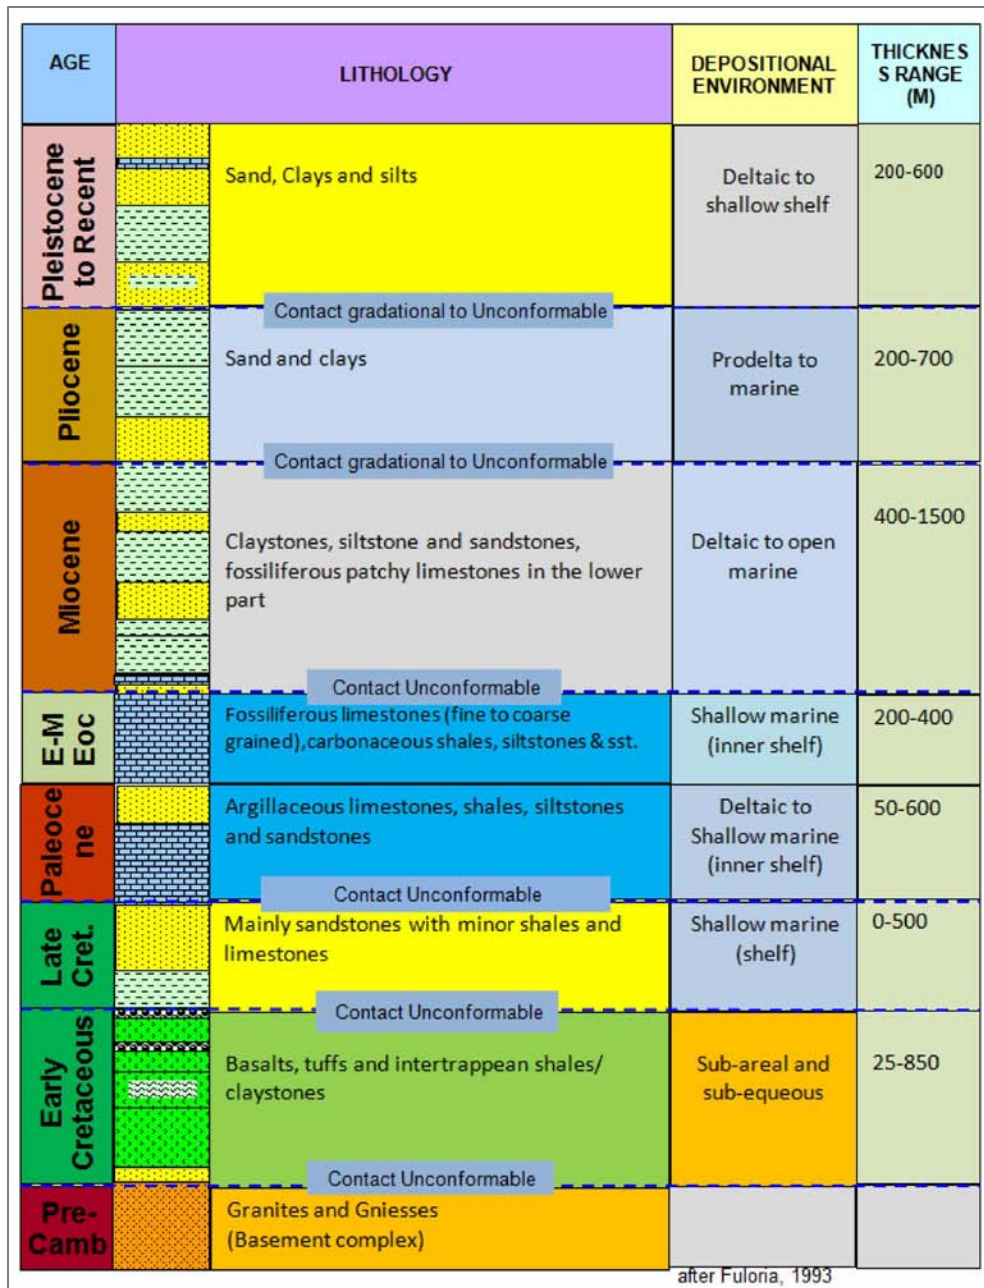 AGE
LITHOLOGY
DEPOSITIONAL
ENVIRONMENT
THICKNES
S RANGE
(M)
Pleistocene
to Recent
Sand, Clays and silts
Deltaic to
shallow shelf
200-600
Contact gradational to Unconformable
Pliocene
Sand and clays
Prodelta to
marine
200-700
Contact gradational to Unconformable
Miocene
Claystones, siltstone and sandstones,
fossiliferous patchy limestones in the lower
part
Deltaic to open
marine
400-1500
Contact Unconformable
E-M
Eoc
Fossiliferous limestones (fine to coarse
grained),carbonaceous shales, siltstones & sst.
Shallow marine
(inner shelf)
200-400
Paleoce
ne
Argillaceous limestones, shales, siltstones
and sandstones
Deltaic to
Shallow marine
(inner shelf)
50-600
Contact Unconformable
Late
Cret.
Mainly sandstones with minor shales and
limestones
Shallow marine
(shelf)
0-500
Contact Unconformable
Early
Cretaceous
Basalts, tuffs and intertrappean shales/
claystones
Sub-areal and
sub-equeous
25-850
Contact Unconformable
Pre-
Camb
Granites and Gniesses
(Basement complex)
after Fuloria, 1993